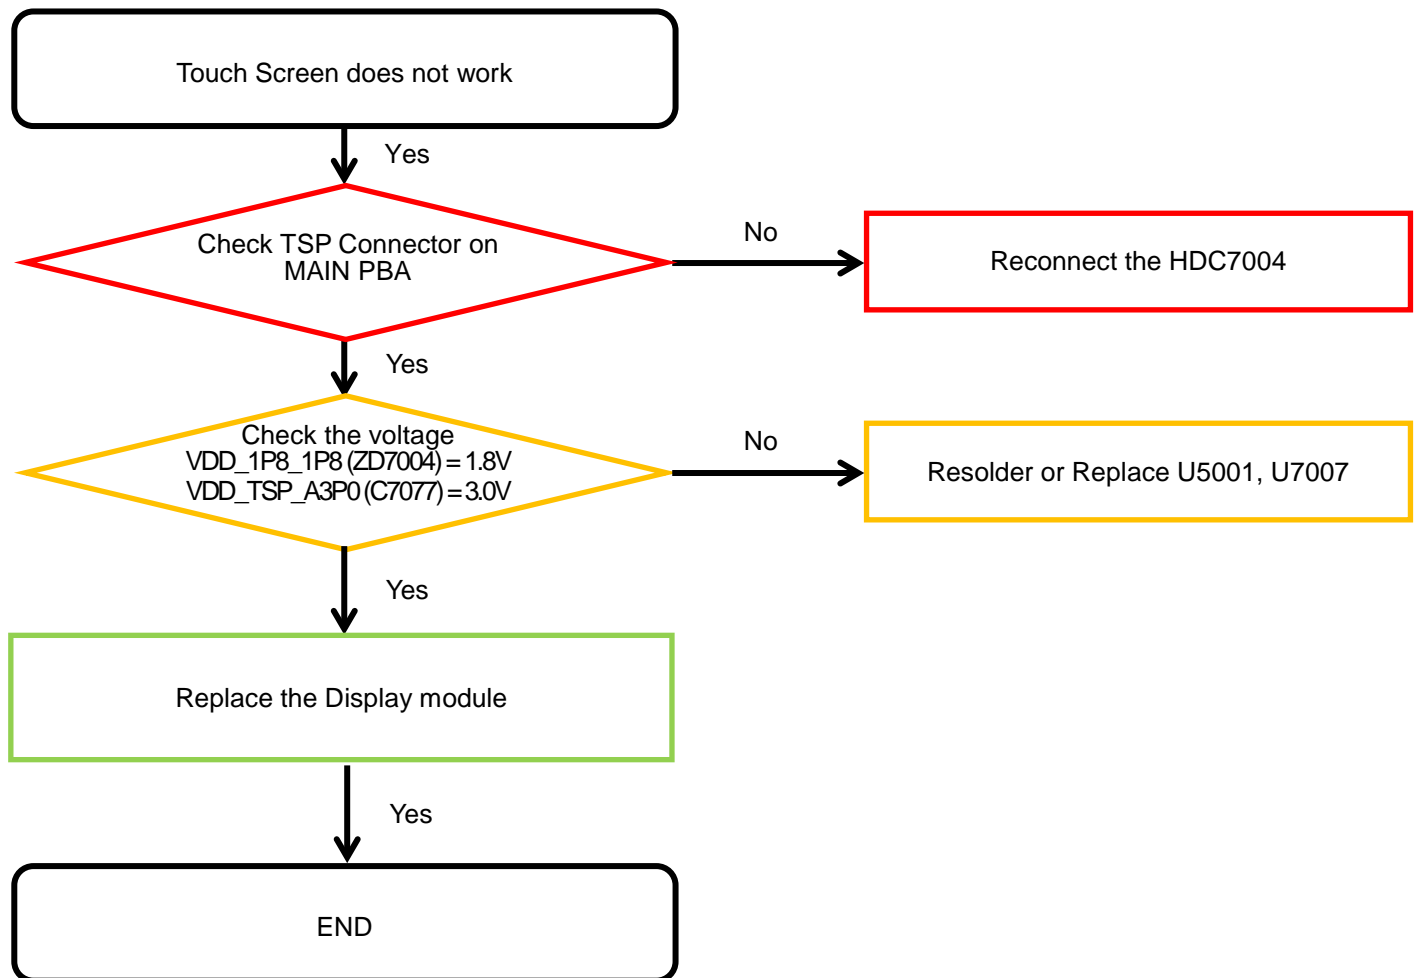 Touch Screen does not work
Yes
Check TSP Connector on
MAIN PBA
No
Reconnect the HDC7004
Yes
Check the voltage
VDD_1P8_1P8 (ZD7004) = 1.8V
VDD_TSP_A3P0 (C7077) = 3.0V
No
Resolder or Replace U5001, U7007
Yes
Replace the Display module
Yes
END